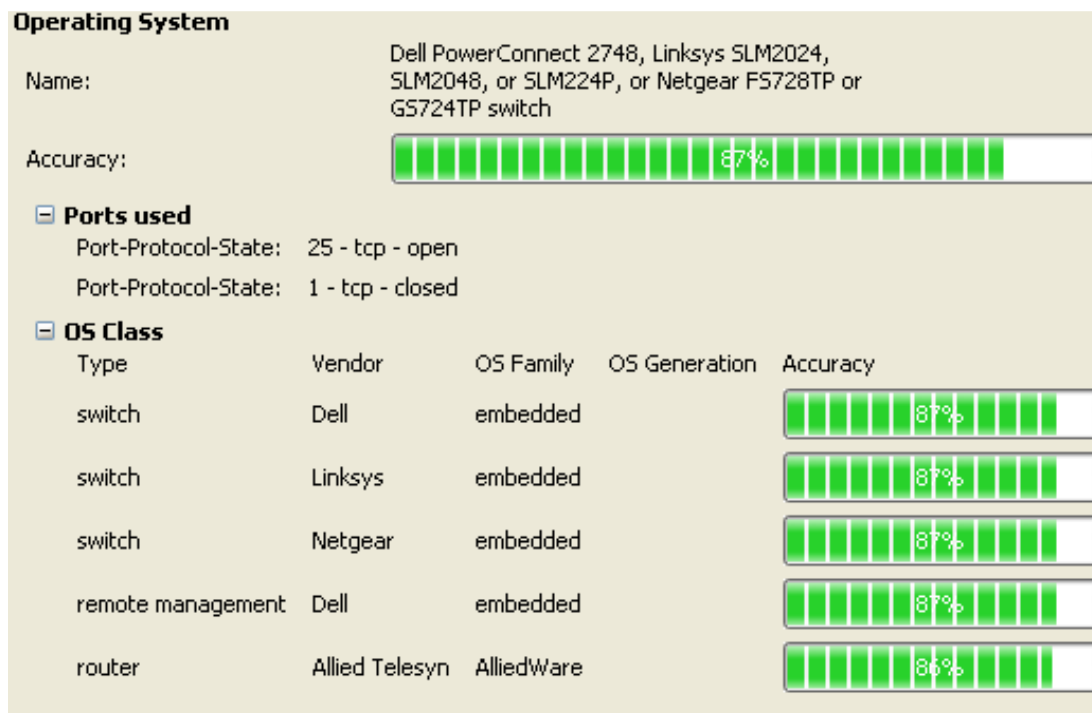 Operating System
Name: Dell PowerConnect 2748, Linksys SLM2024,
SLM2048, or SLM224P, or Netgear FS728TP or
GS724TP switch
Accuracy: 87%
Ports used
Port-Protocol-State: 25 - tcp - open
Port-Protocol-State: 1 - tcp - closed
OS Class
Type Vendor OS Family OS Generation Accuracy
switch Dell embedded 87%
switch Linksys embedded 87%
switch Netgear embedded 87%
remote management Dell embedded 87%
router Allied Telesyn AlliedWare 86%